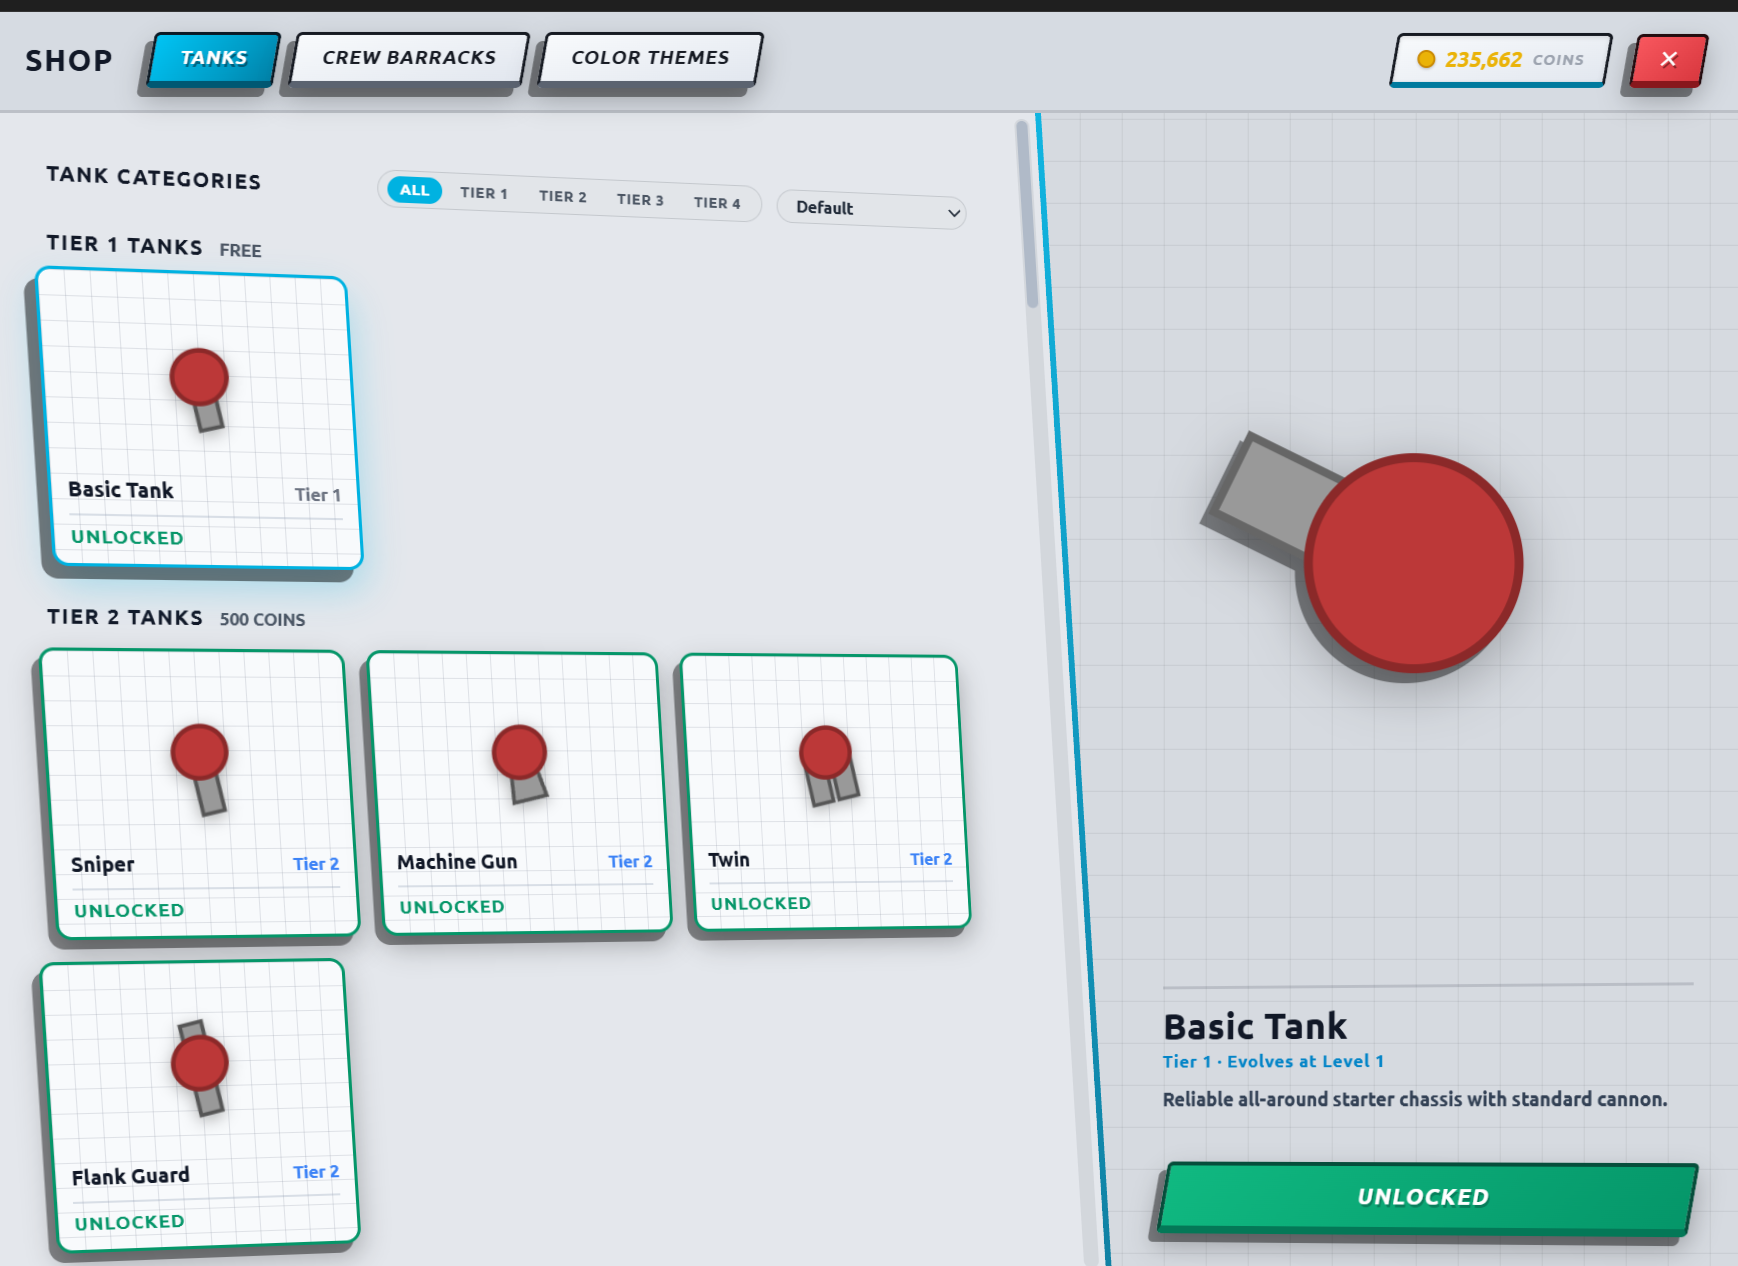 SHOP TANKS CREW BARRACKS COLOR THEMES 235,662 COINS ✕
TANK CATEGORIES ALL TIER 1 TIER 2 TIER 3 TIER 4 Default
TIER 1 TANKS FREE
Basic Tank Tier 1
UNLOCKED
TIER 2 TANKS 500 COINS
Sniper Tier 2
UNLOCKED
Machine Gun Tier 2
UNLOCKED
Twin Tier 2
UNLOCKED
Flank Guard Tier 2
UNLOCKED
Basic Tank
Tier 1 · Evolves at Level 1
Reliable all-around starter chassis with standard cannon.
UNLOCKED